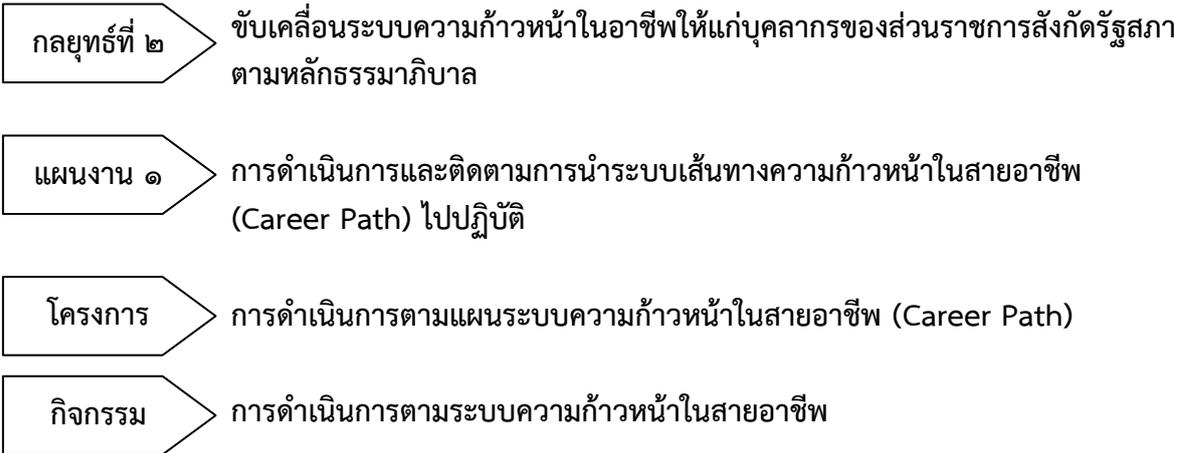 กลยุทธ์ที่ ๒ ขับเคลื่อนระบบความก้าวหน้าในอาชีพให้แก่บุคลากรของส่วนราชการสังกัดรัฐสภา
ตามหลักธรรมาภิบาล
แผนงาน ๑ การดำเนินการและติดตามการนำระบบเส้นทางความก้าวหน้าในสายอาชีพ
(Career Path) ไปปฏิบัติ
โครงการ การดำเนินการตามแผนระบบความก้าวหน้าในสายอาชีพ (Career Path)
กิจกรรม การดำเนินการตามระบบความก้าวหน้าในสายอาชีพ